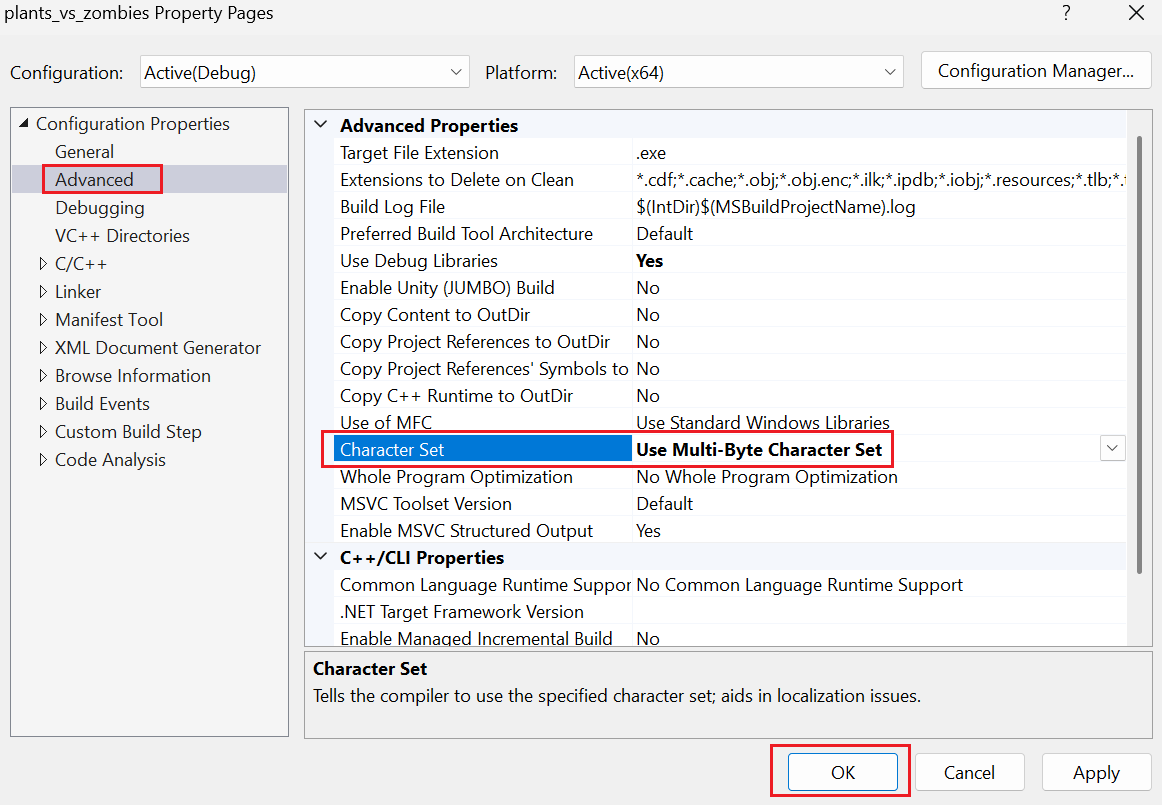 plants_vs_zombies Property Pages
?
Configuration: Active(Debug) Platform: Active(x64) Configuration Manager...
Configuration Properties
General
Advanced
Debugging
VC++ Directories
C/C++
Linker
Manifest Tool
XML Document Generator
Browse Information
Build Events
Custom Build Step
Code Analysis
Advanced Properties
Target File Extension .exe
Extensions to Delete on Clean *.cdf;*.cache;*.obj;*.obj.enc;*.ilk;*.ipdb;*.iobj;*.resources;*.tlb;*.
Build Log File $(IntDir)$(MSBuildProjectName).log
Preferred Build Tool Architecture Default
Use Debug Libraries Yes
Enable Unity (JUMBO) Build No
Copy Content to OutDir No
Copy Project References to OutDir No
Copy Project References' Symbols to No
Copy C++ Runtime to OutDir No
Use of MFC Use Standard Windows Libraries
Character Set Use Multi-Byte Character Set
Whole Program Optimization No Whole Program Optimization
MSVC Toolset Version Default
Enable MSVC Structured Output Yes
C++/CLI Properties
Common Language Runtime Suppor No Common Language Runtime Support
.NET Target Framework Version
Enable Managed Incremental Build No
Character Set
Tells the compiler to use the specified character set; aids in localization issues.
OK Cancel Apply